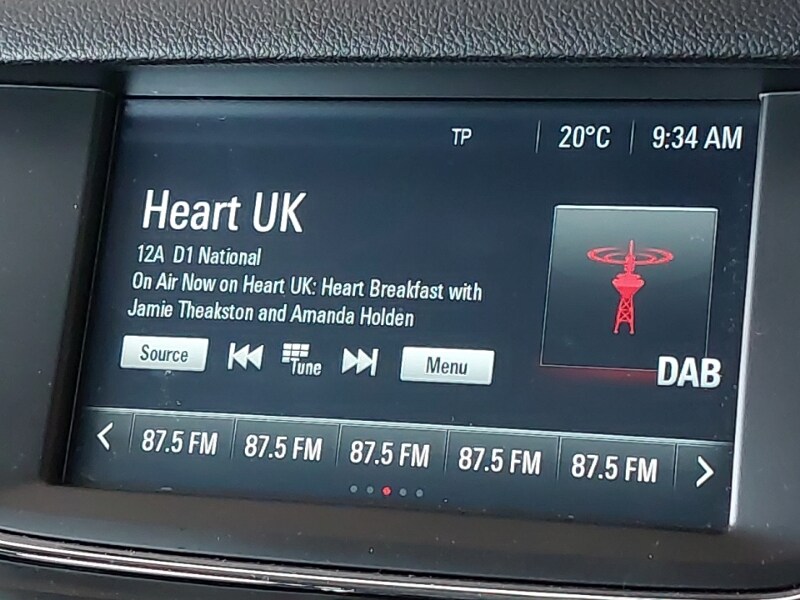 TP 20°C 9:34 AM
Heart UK
12A D1 National
On Air Now on Heart UK: Heart Breakfast with
Jamie Theakston and Amanda Holden
Source Tune Menu
DAB
87.5 FM 87.5 FM 87.5 FM 87.5 FM 87.5 FM